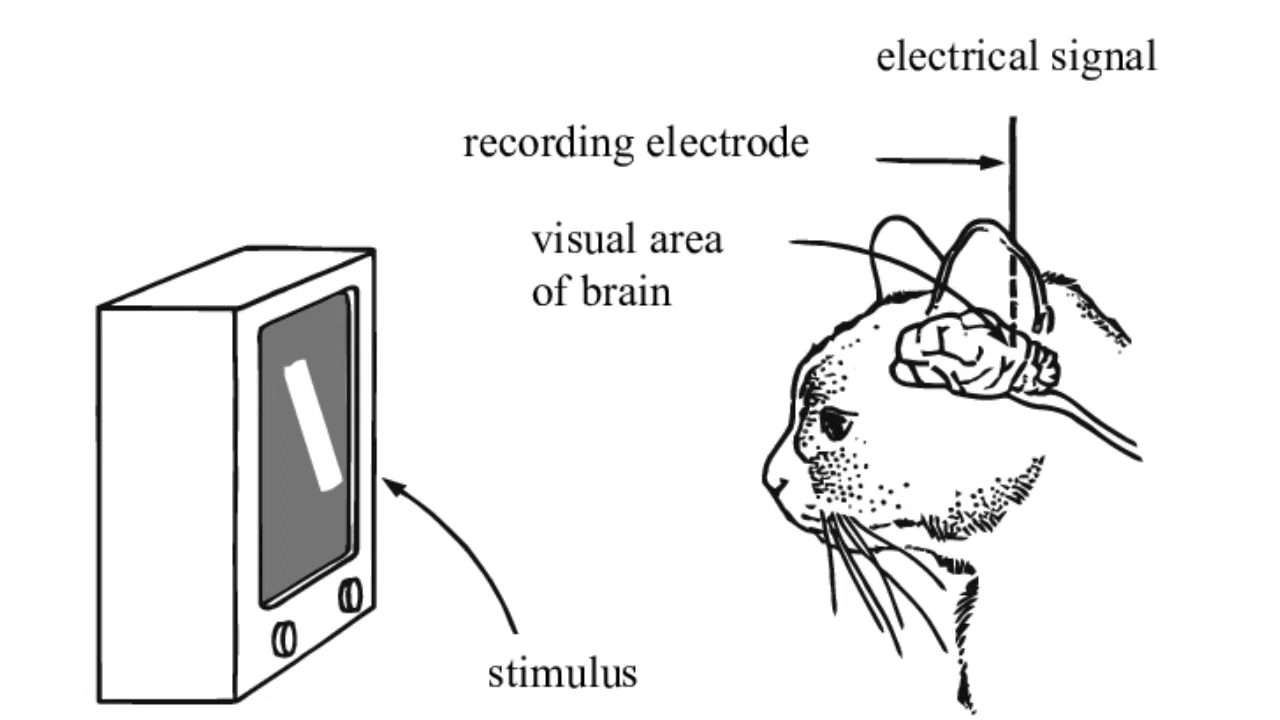 electrical signal
recording electrode
visual area
of brain
stimulus